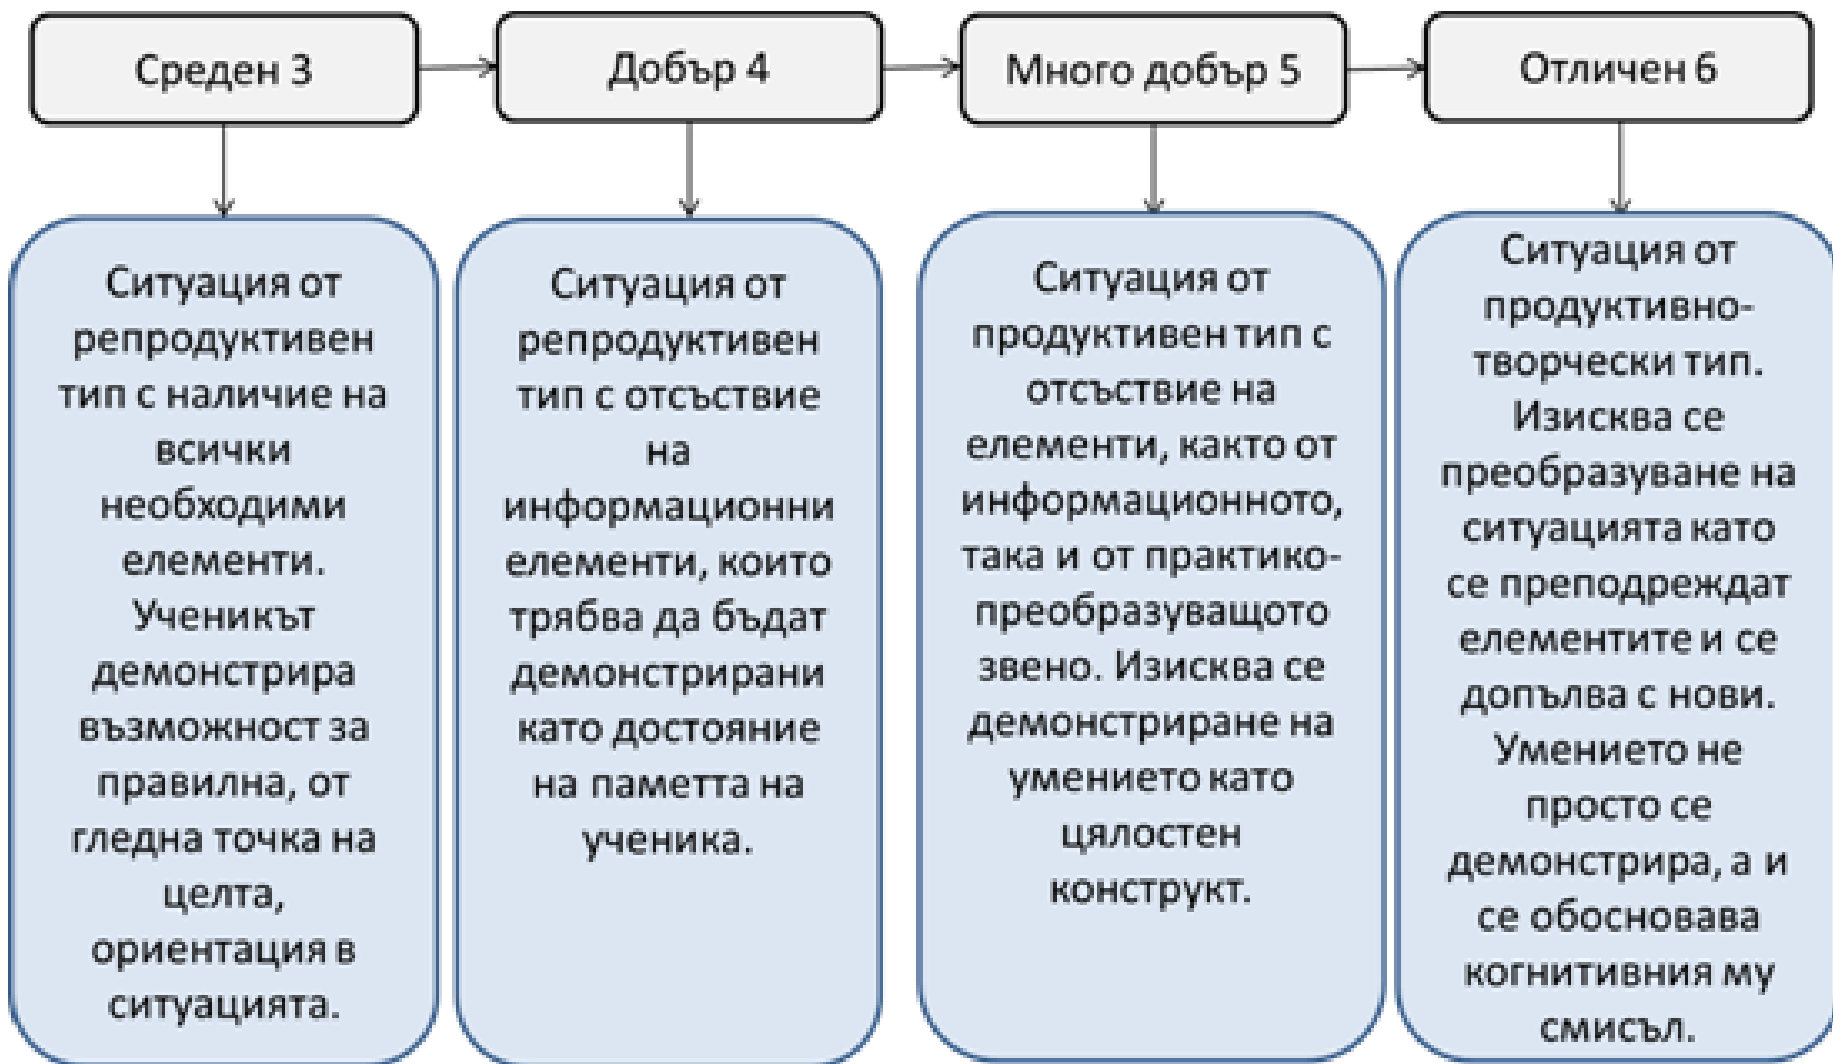 Среден 3
Добър 4
Много добър 5
Отличен 6
Ситуация от
репродуктивен
тип с наличие на
всички
необходими
елементи.
Ученикът
демонстрира
възможност за
правилна, от
гледна точка на
целта,
ориентация в
ситуацията.
Ситуация от
репродуктивен
тип с отсъствие
на
информационни
елементи, които
трябва да бъдат
демонстрирани
като достояние
на паметта на
ученика.
Ситуация от
продуктивен тип с
отсъствие на
елементи, както от
информационното,
така и от практико-
преобразуващото
звено. Изисква се
демонстриране на
умението като
цялостен
конструкт.
Ситуация от
продуктивно-
творчески тип.
Изисква се
преобразуване на
ситуацията като
се преподреждат
елементите и се
допълва с нови.
Умението не
просто се
демонстрира, а и
се обосновава
когнитивния му
смисъл.